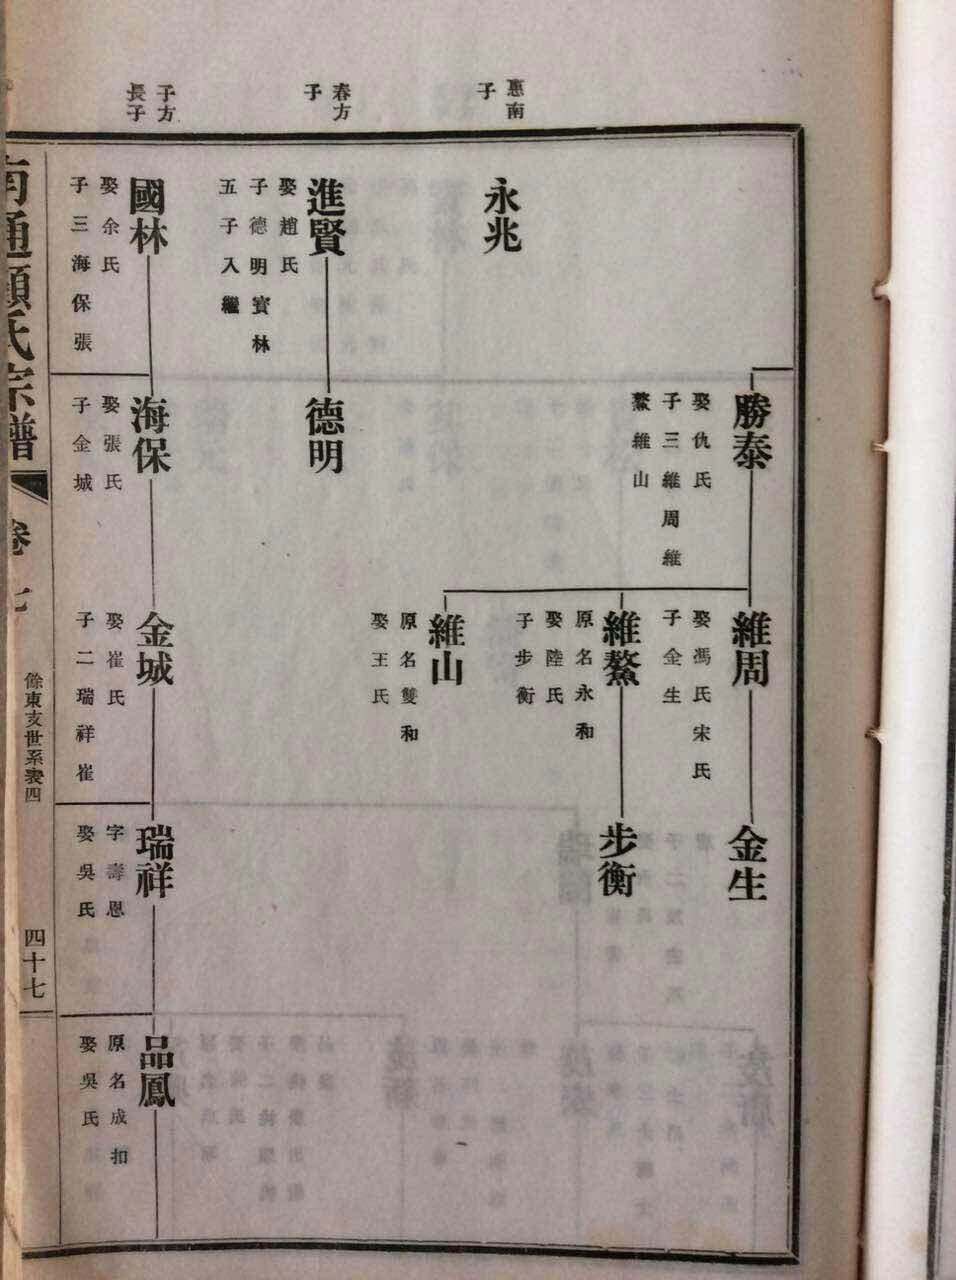 惠南
子
春方
子
子方
長子
永兆
進賢
娶趙氏
子德明賓林
五子入繼
國林
娶余氏
子三海保張
勝泰
娶仇氏
子三維周維
鰲維山
德明
海保
娶張氏
子金城
維周
娶馮氏宋氏
子金生
維鰲
原名永和
娶陸氏
子步衡
維山
原名雙和
娶王氏
金城
娶崔氏
子二瑞祥崔
金生
步衡
瑞祥
字壽恩
娶吳氏
品鳳
原名成扣
娶吳氏
南通顧氏宗譜
卷七
餘東支世系表四
四十七